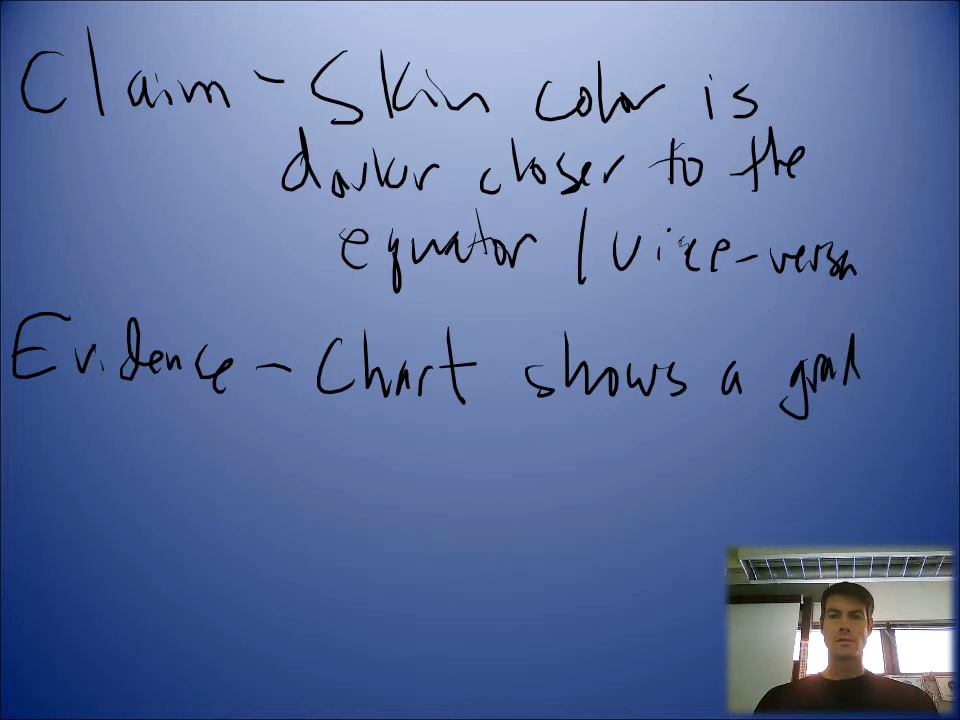 Claim - Skin color is
darker closer to the
equator / vice-versa
Evidence - Chart shows a grad